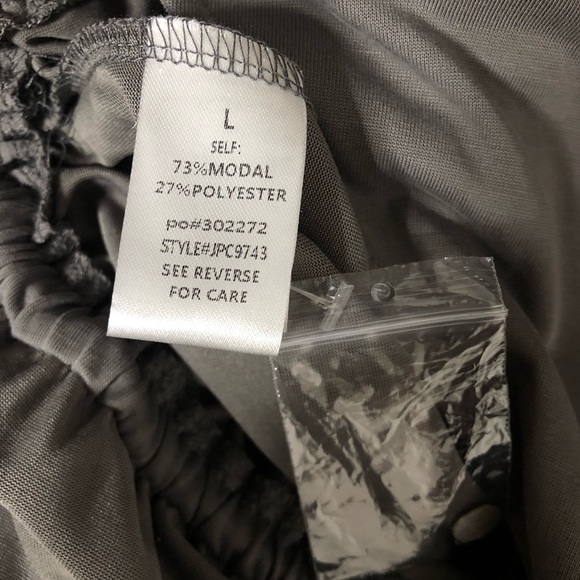 L
SELF:
73%MODAL
27%POLYESTER
po#302272
STYLE#JPC9743
SEE REVERSE
FOR CARE